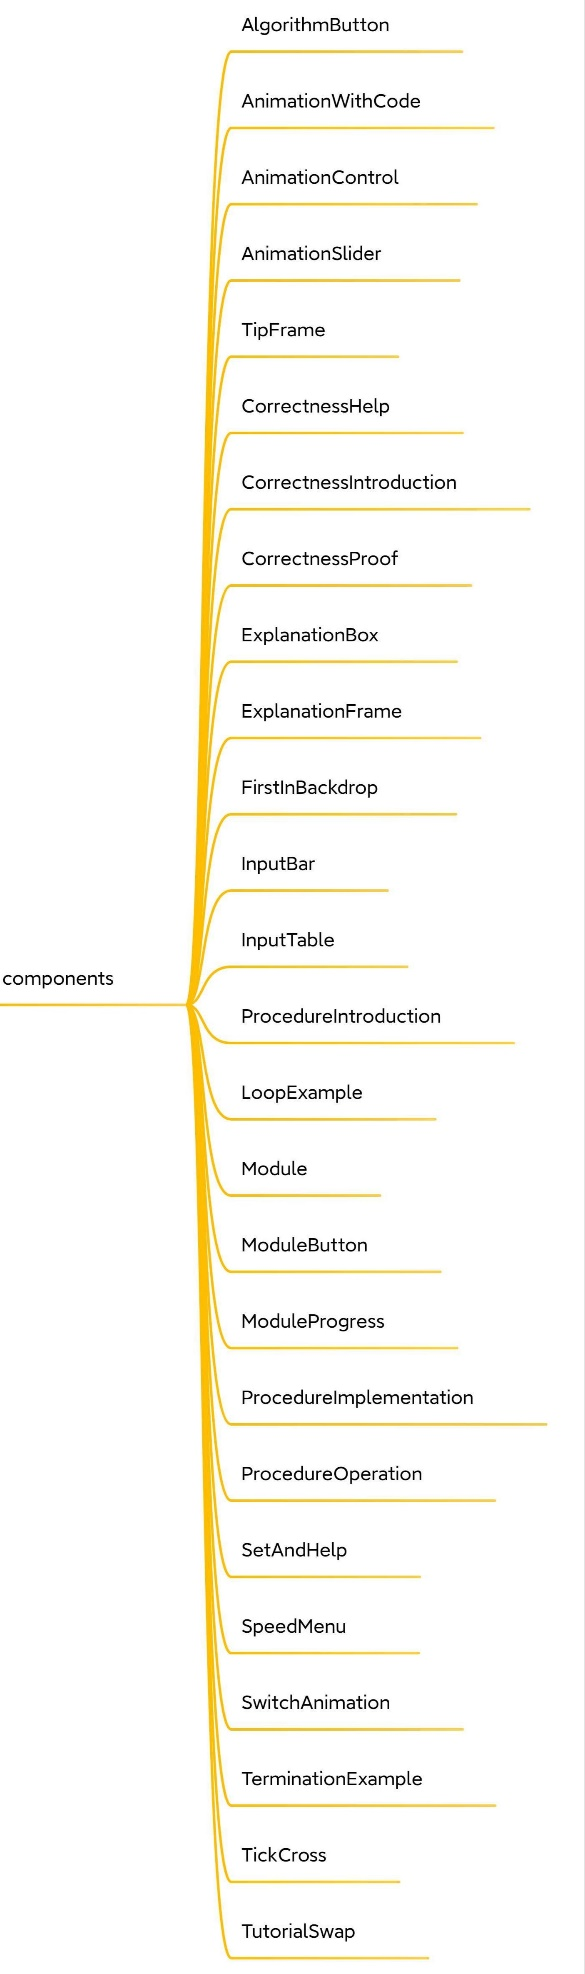 AlgorithmButton
AnimationWithCode
AnimationControl
AnimationSlider
TipFrame
CorrectnessHelp
CorrectnessIntroduction
CorrectnessProof
ExplanationBox
ExplanationFrame
FirstInBackdrop
InputBar
InputTable
components
ProcedureIntroduction
LoopExample
Module
ModuleButton
ModuleProgress
ProcedureImplementation
ProcedureOperation
SetAndHelp
SpeedMenu
SwitchAnimation
TerminationExample
TickCross
TutorialSwap